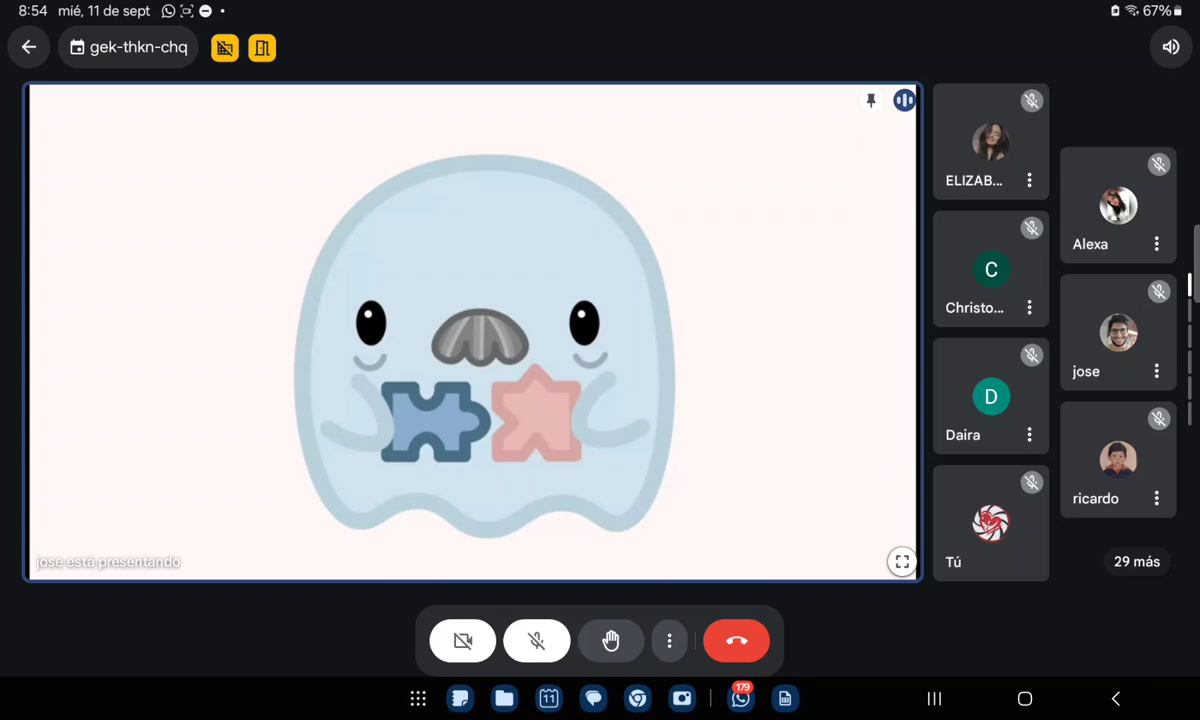 8:54 mié, 11 de sept
67%
gek-thkn-chq
ELIZAB...
Alexa
Christo...
jose
Daira
ricardo
Tú
29 más
jose está presentando
C
D
11
179